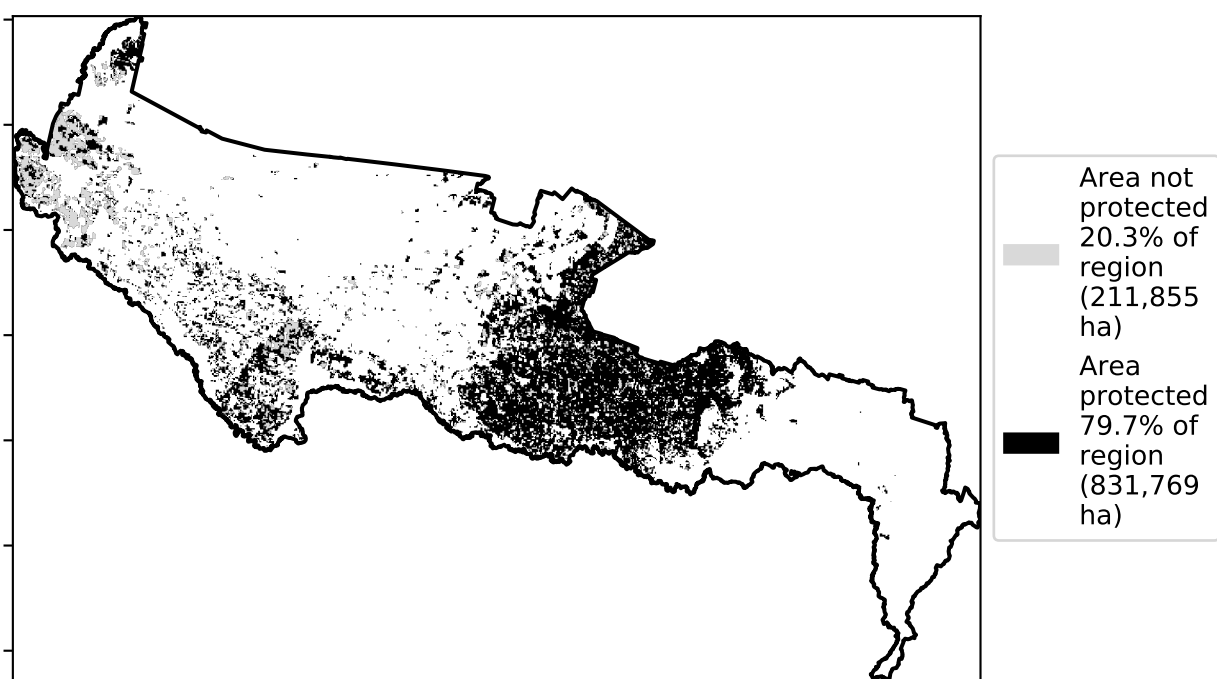 Area not
protected
20.3% of
region
(211,855
ha)
Area
protected
79.7% of
region
(831,769
ha)